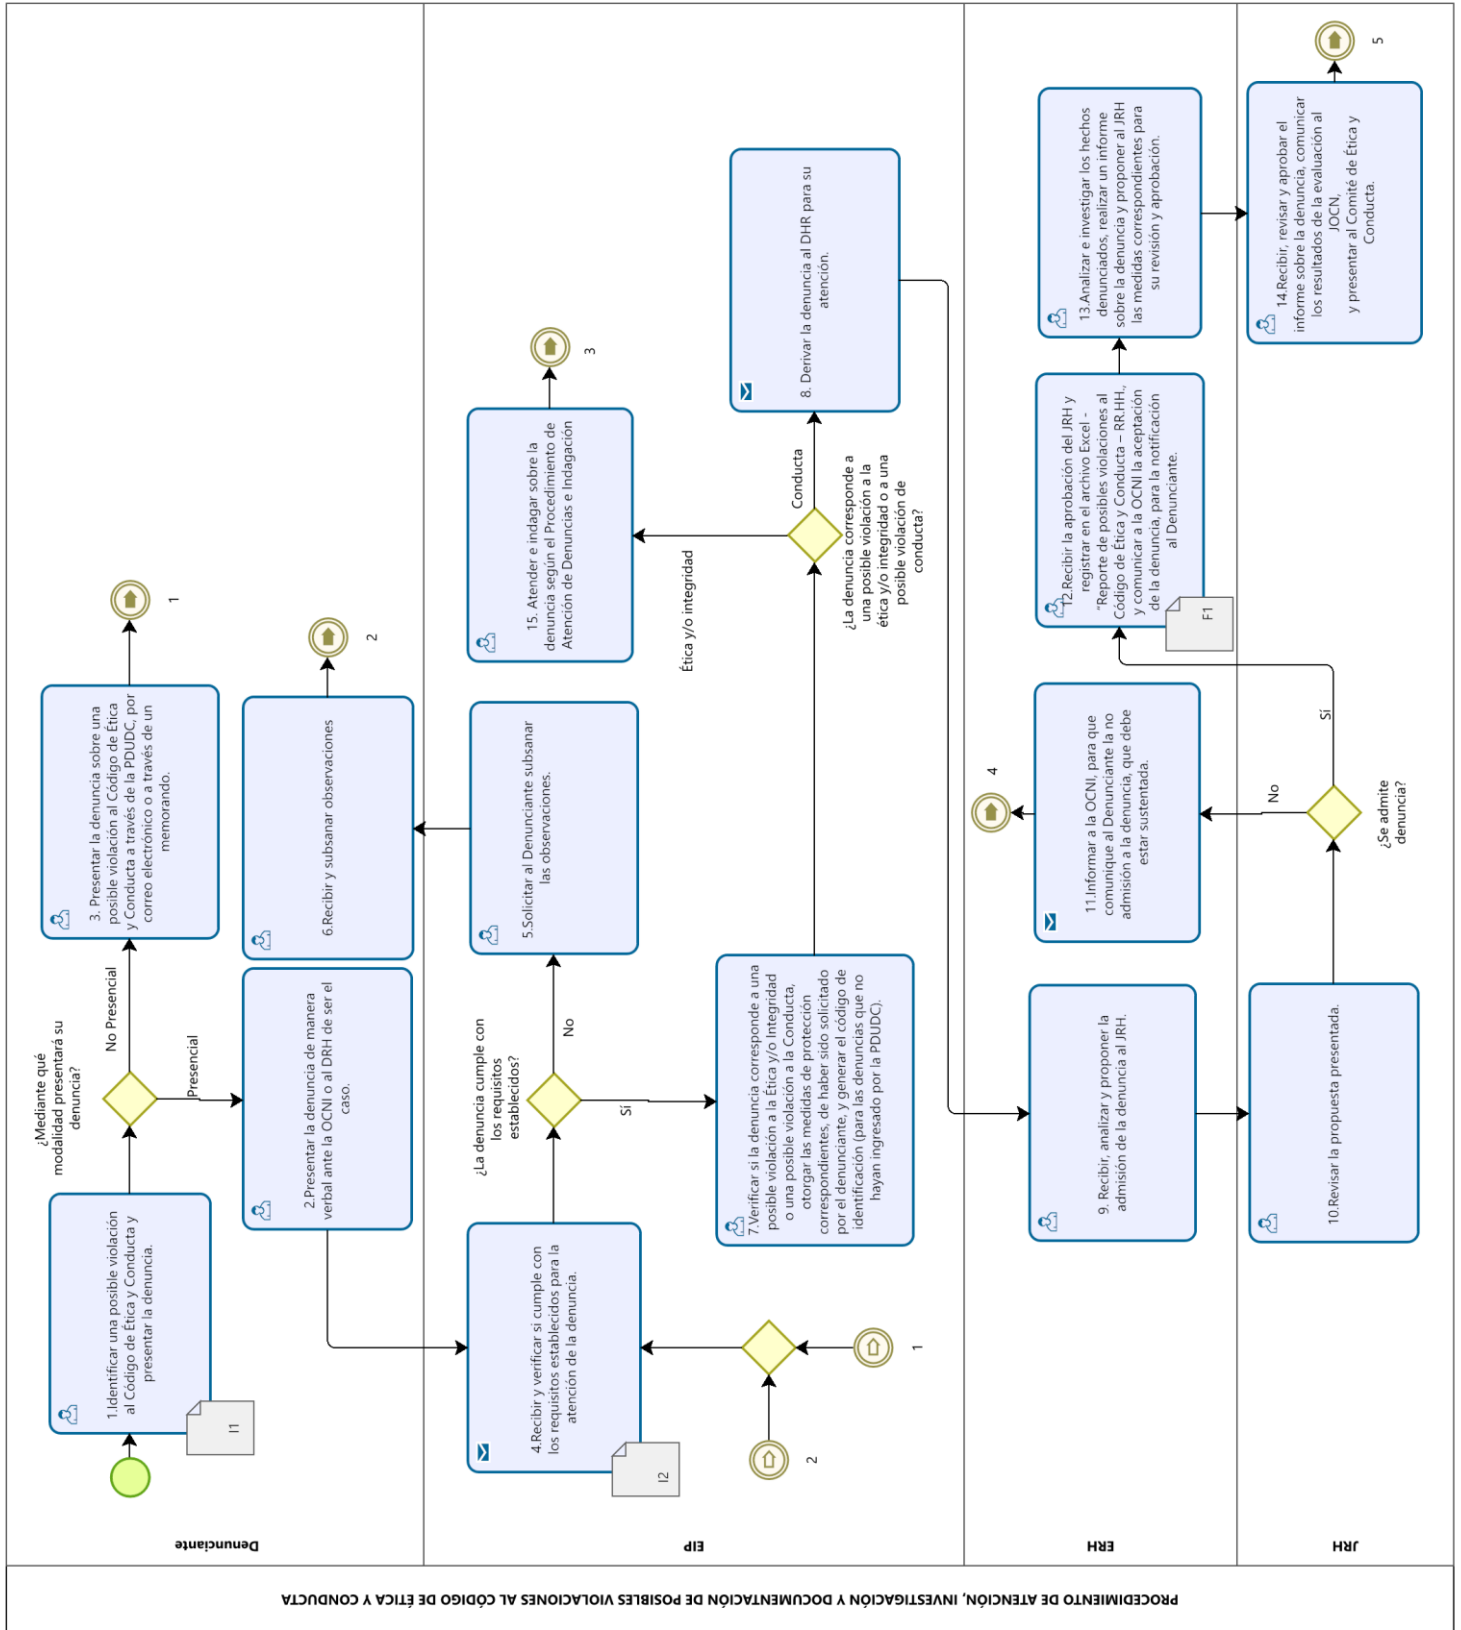 PROCEDIMIENTO DE ATENCIÓN, INVESTIGACIÓN Y DOCUMENTACIÓN DE POSIBLES VIOLACIONES AL CÓDIGO DE ÉTICA Y CONDUCTA
Denunciante
1.Identificar una posible violación
al Código de Ética y Conducta y
presentar la denuncia.
I1
¿Mediante qué
modalidad presentará su
denuncia?
No Presencial
Presencial
3. Presentar la denuncia sobre una
posible violación al Código de Ética
y Conducta a través de la PDUDC, por
correo electrónico o a través de un
memorando.
1
2.Presentar la denuncia de manera
verbal ante la OCNI o al DRH de ser el
caso.
6.Recibir y subsanar observaciones
2
EIP
4.Recibir y verificar si cumple con
los requisitos establecidos para la
atención de la denuncia.
I2
2
1
¿La denuncia cumple con
los requisitos
establecidos?
No
Sí
5.Solicitar al Denunciante subsanar
las observaciones.
7.Verificar si la denuncia corresponde a una
posible violación a la Ética y/o Integridad
o una posible violación a la Conducta,
otorgar las medidas de protección
correspondientes, de haber sido solicitado
por el denunciante, y generar el código de
identificación (para las denuncias que no
hayan ingresado por la PDUDC).
15. Atender e indagar sobre la
denuncia según el Procedimiento de
Atención de Denuncias e Indagación
3
Ética y/o integridad
Conducta
¿La denuncia corresponde a
una posible violación a la
ética y/o integridad o a una
posible violación de
conducta?
8. Derivar la denuncia al DHR para su
atención.
ERH
9. Recibir, analizar y proponer la
admisión de la denuncia al JRH.
11.Informar a la OCNI, para que
comunique al Denunciante la no
admisión a la denuncia, que debe
estar sustentada.
4
12.Recibir la aprobación del JRH y
registrar en el archivo Excel -
"Reporte de posibles violaciones al
Código de Ética y Conducta – RR.HH.,
y comunicar a la OCNI la aceptación
de la denuncia, para la notificación
al Denunciante.
F1
13.Analizar e investigar los hechos
denunciados, realizar un informe
sobre la denuncia y proponer al JRH
las medidas correspondientes para
su revisión y aprobación.
JRH
10.Revisar la propuesta presentada.
¿Se admite
denuncia?
No
Sí
14.Recibir, revisar y aprobar el
informe sobre la denuncia, comunicar
los resultados de la evaluación al
JOCN,
y presentar al Comité de Ética y
Conducta.
5